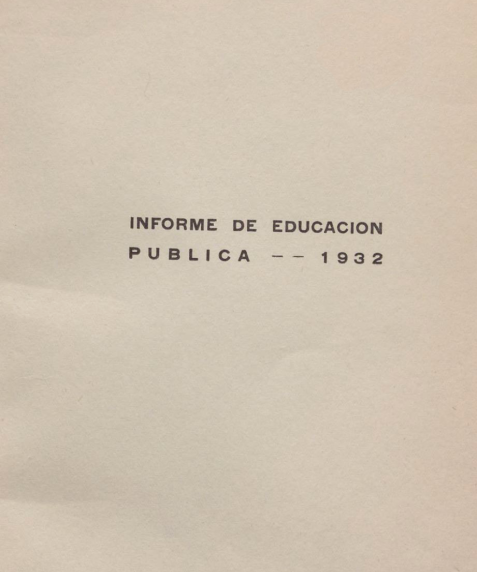 INFORME DE EDUCACION
PUBLICA -- 1932